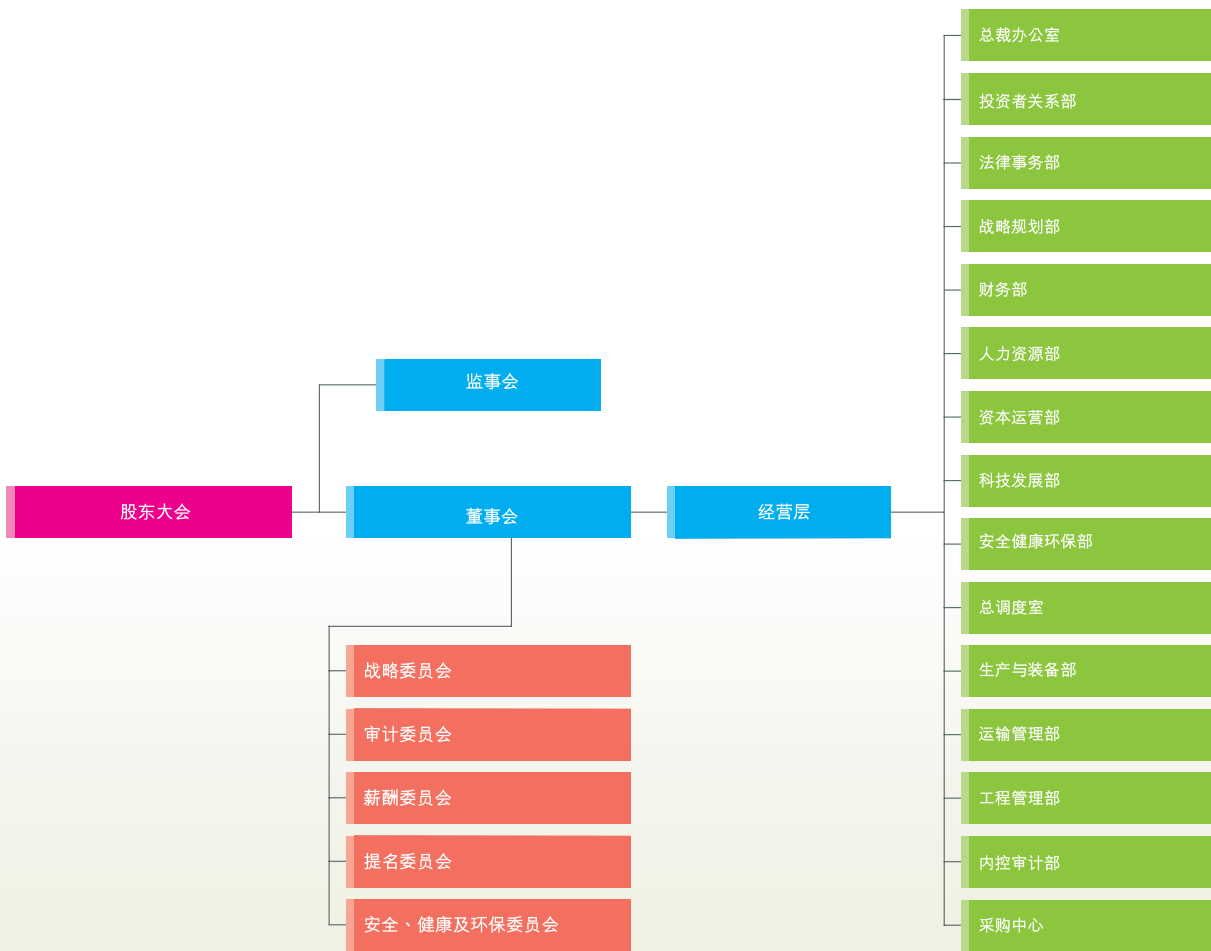 股东大会
监事会
董事会
经营层
战略委员会
审计委员会
薪酬委员会
提名委员会
安全、健康及环保委员会
总裁办公室
投资者关系部
法律事务部
战略规划部
财务部
人力资源部
资本运营部
科技发展部
安全健康环保部
总调度室
生产与装备部
运输管理部
工程管理部
内控审计部
采购中心